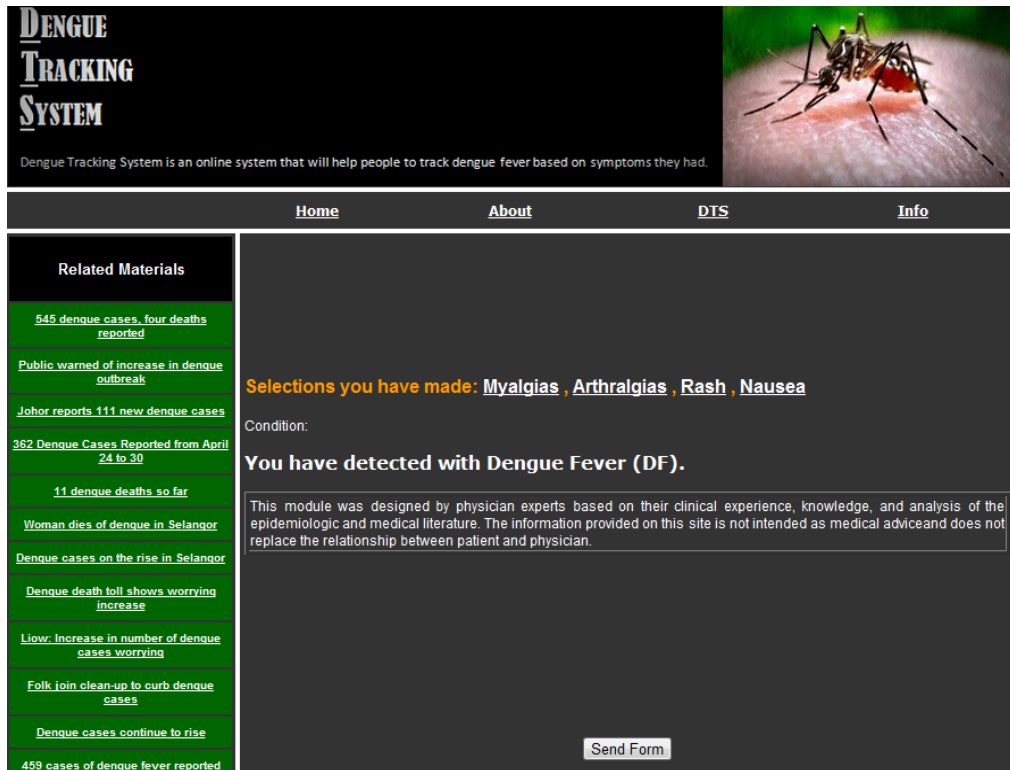 DENGUE
TRACKING
SYSTEM
Dengue Tracking System is an online system that will help people to track dengue fever based on symptoms they had.
Home About DTS Info
Related Materials
545 dengue cases, four deaths
reported
Public warned of increase in dengue
outbreak
Johor reports 111 new dengue cases
362 Dengue Cases Reported from April
24 to 30
11 dengue deaths so far
Woman dies of dengue in Selangor
Dengue cases on the rise in Selangor
Dengue death toll shows worrying
increase
Liow: Increase in number of dengue
cases worrying
Folk join clean-up to curb dengue
cases
Dengue cases continue to rise
459 cases of dengue fever reported
Selections you have made: Myalgias , Arthralgias , Rash , Nausea
Condition:
You have detected with Dengue Fever (DF).
This module was designed by physician experts based on their clinical experience, knowledge, and analysis of the
epidemiologic and medical literature. The information provided on this site is not intended as medical adviceand does not
replace the relationship between patient and physician.
Send Form